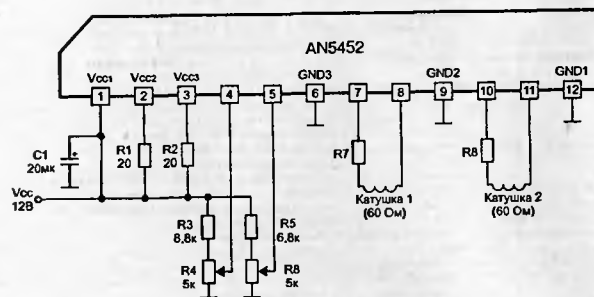 AN5452
Vcc1
Vcc2
Vcc3
GND3
GND2
GND1
1
2
3
4
5
6
7
8
9
10
11
12
C1
20мк
R1
20
R2
20
R7
R8
Катушка 1
(60 Ом)
Катушка 2
(60 Ом)
Vcc
12В
R3
8,8к
R5
6,8к
R4
5к
R8
5к